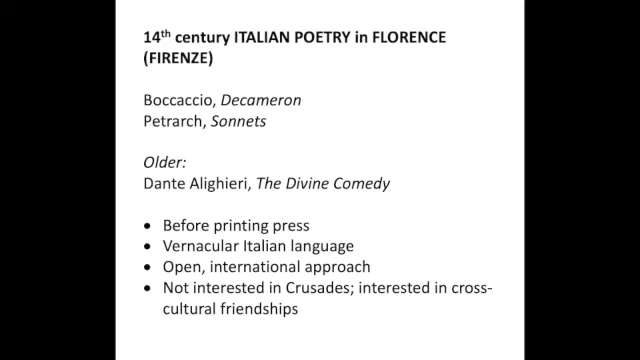 14th century ITALIAN POETRY in FLORENCE
(FIRENZE)
Boccaccio, Decameron
Petrarch, Sonnets
Older:
Dante Alighieri, The Divine Comedy
• Before printing press
• Vernacular Italian language
• Open, international approach
• Not interested in Crusades; interested in cross-
cultural friendships